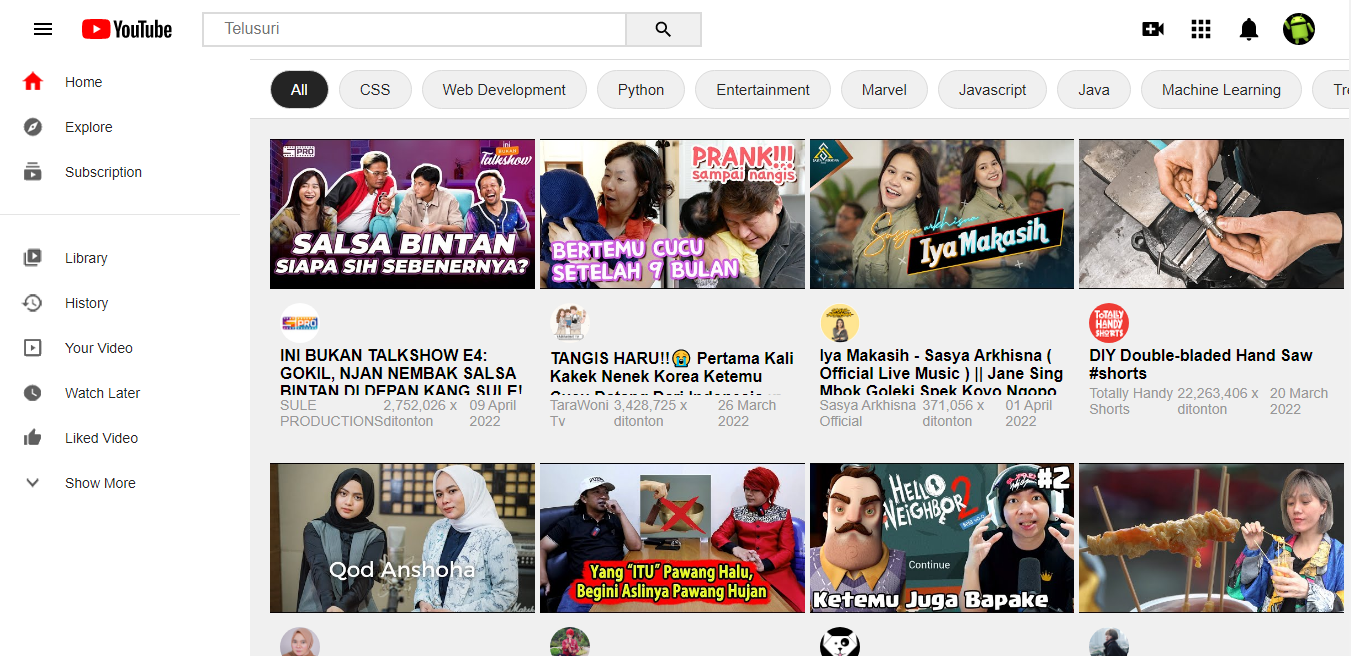 YouTube
Telusuri
Home
Explore
Subscription
Library
History
Your Video
Watch Later
Liked Video
Show More
All
CSS
Web Development
Python
Entertainment
Marvel
Javascript
Java
Machine Learning
SPRO
ini
BUKAN
Talkshow
SALSA BINTAN
SIAPA SIH SEBENERNYA?
PRANK!!!
sampai nangis
BERTEMU CUCU
SETELAH 9 BULAN
Sasya arkhisna
Iya Makasih
SPRO
INI BUKAN TALKSHOW E4:
GOKIL, NJAN NEMBAK SALSA
BINTAN DI DEPAN KANG SULE!
SULE
PRODUCTIONS
2,752,026 x
ditonton
09 April
2022
TANGIS HARU!!😭 Pertama Kali
Kakek Nenek Korea Ketemu
Cucu Datang Dari Indonesia
TaraWoni
Tv
3,428,725 x
ditonton
26 March
2022
Iya Makasih - Sasya Arkhisna (
Official Live Music ) || Jane Sing
Mbok Goleki Spek Koyo Ngopo
Sasya Arkhisna
Official
371,056 x
ditonton
01 April
2022
TOTALLY
HANDY
SHORTS
DIY Double-bladed Hand Saw
#shorts
Totally Handy
Shorts
22,263,406 x
ditonton
20 March
2022
Qod Anshoha
Yang "ITU" Pawang Halu,
Begini Aslinya Pawang Hujan
HELLO
NEIGHBOR 2
#2
Continue
Ketemu Juga Bapake